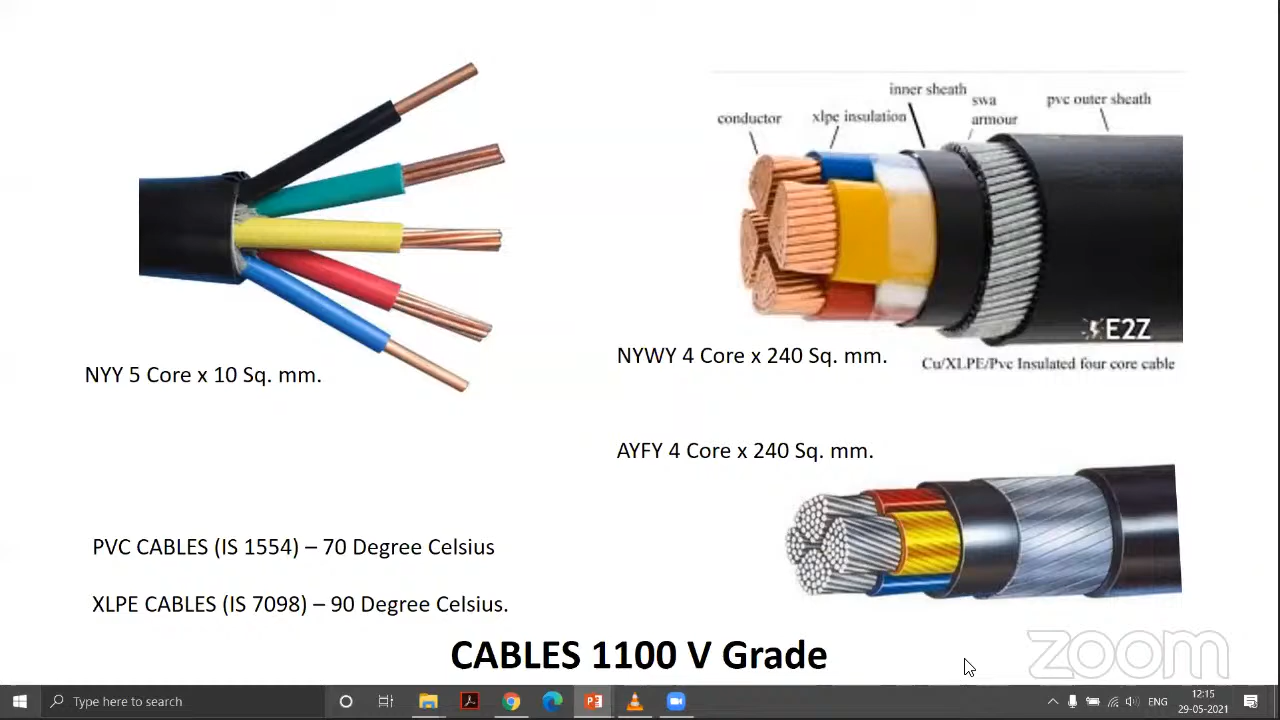 inner sheath
swa
armour
pvc outer sheath
conductor
xlpe insulation
E2Z
NYWY 4 Core x 240 Sq. mm.
Cu/XLPE/Pvc Insulated four core cable
NYY 5 Core x 10 Sq. mm.
AYFY 4 Core x 240 Sq. mm.
PVC CABLES (IS 1554) – 70 Degree Celsius
XLPE CABLES (IS 7098) – 90 Degree Celsius.
CABLES 1100 V Grade
zoom
Type here to search
ENG
12:15
29-05-2021